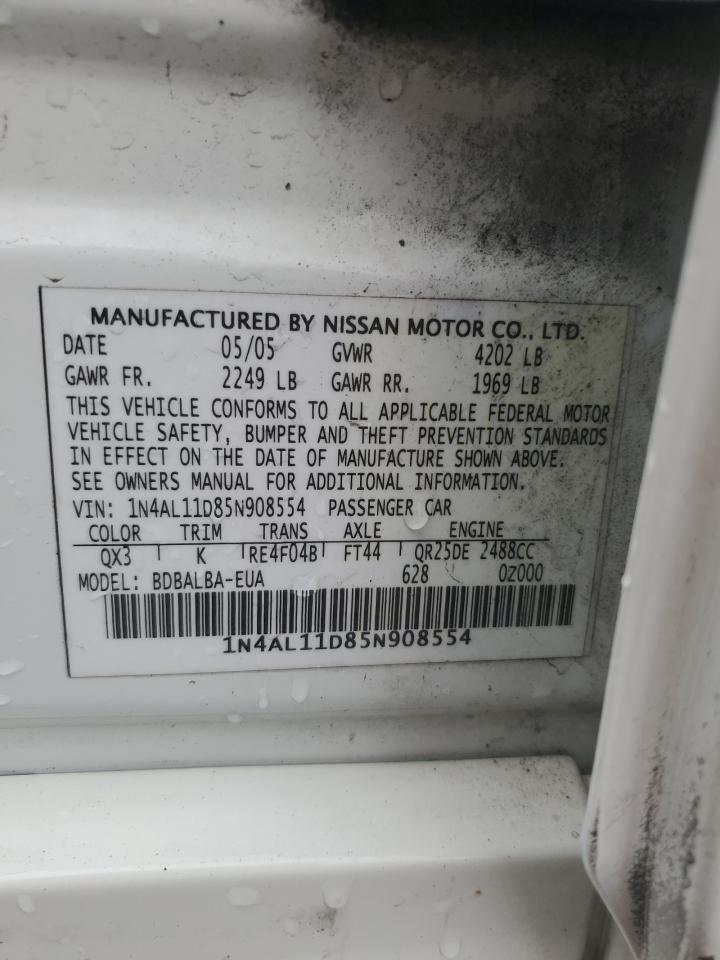 MANUFACTURED BY NISSAN MOTOR CO., LTD.
DATE 05/05 GVWR 4202 LB
GAWR FR. 2249 LB GAWR RR. 1969 LB
THIS VEHICLE CONFORMS TO ALL APPLICABLE FEDERAL MOTOR
VEHICLE SAFETY, BUMPER AND THEFT PREVENTION STANDARDS
IN EFFECT ON THE DATE OF MANUFACTURE SHOWN ABOVE.
SEE OWNERS MANUAL FOR ADDITIONAL INFORMATION.
VIN: 1N4AL11D85N908554 PASSENGER CAR
COLOR TRIM TRANS AXLE ENGINE
QX3 K RE4F04B FT44 QR25DE 2488CC
MODEL: BDBALBA-EUA 628 0Z000
1N4AL11D85N908554